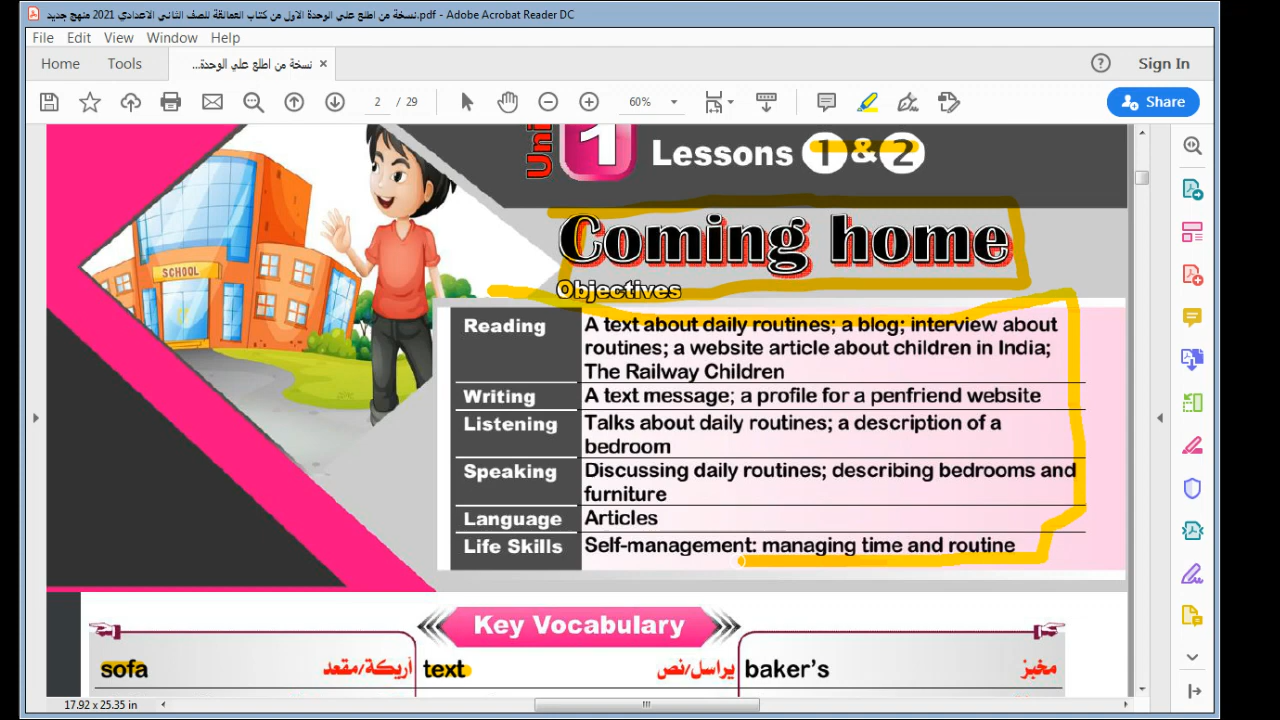 نسخة من اطلع علي الوحدة الاول من كتاب العمالقة للصف الثاني الاعدادي 2021 منهج جديد.pdf - Adobe Acrobat Reader DC
File Edit View Window Help
Home Tools نسخة من اطلع علي الوحدة... × Sign In
2 / 29 60% Share
Uni 1 Lessons 1 & 2
Coming home
SCHOOL
Objectives
Reading A text about daily routines; a blog; interview about
routines; a website article about children in India;
The Railway Children
Writing A text message; a profile for a penfriend website
Listening Talks about daily routines; a description of a
bedroom
Speaking Discussing daily routines; describing bedrooms and
furniture
Language Articles
Life Skills Self-management: managing time and routine
Key Vocabulary
sofa أريكة/مقعد text يراسل/نص baker's مخبز
17.92 x 25.35 in